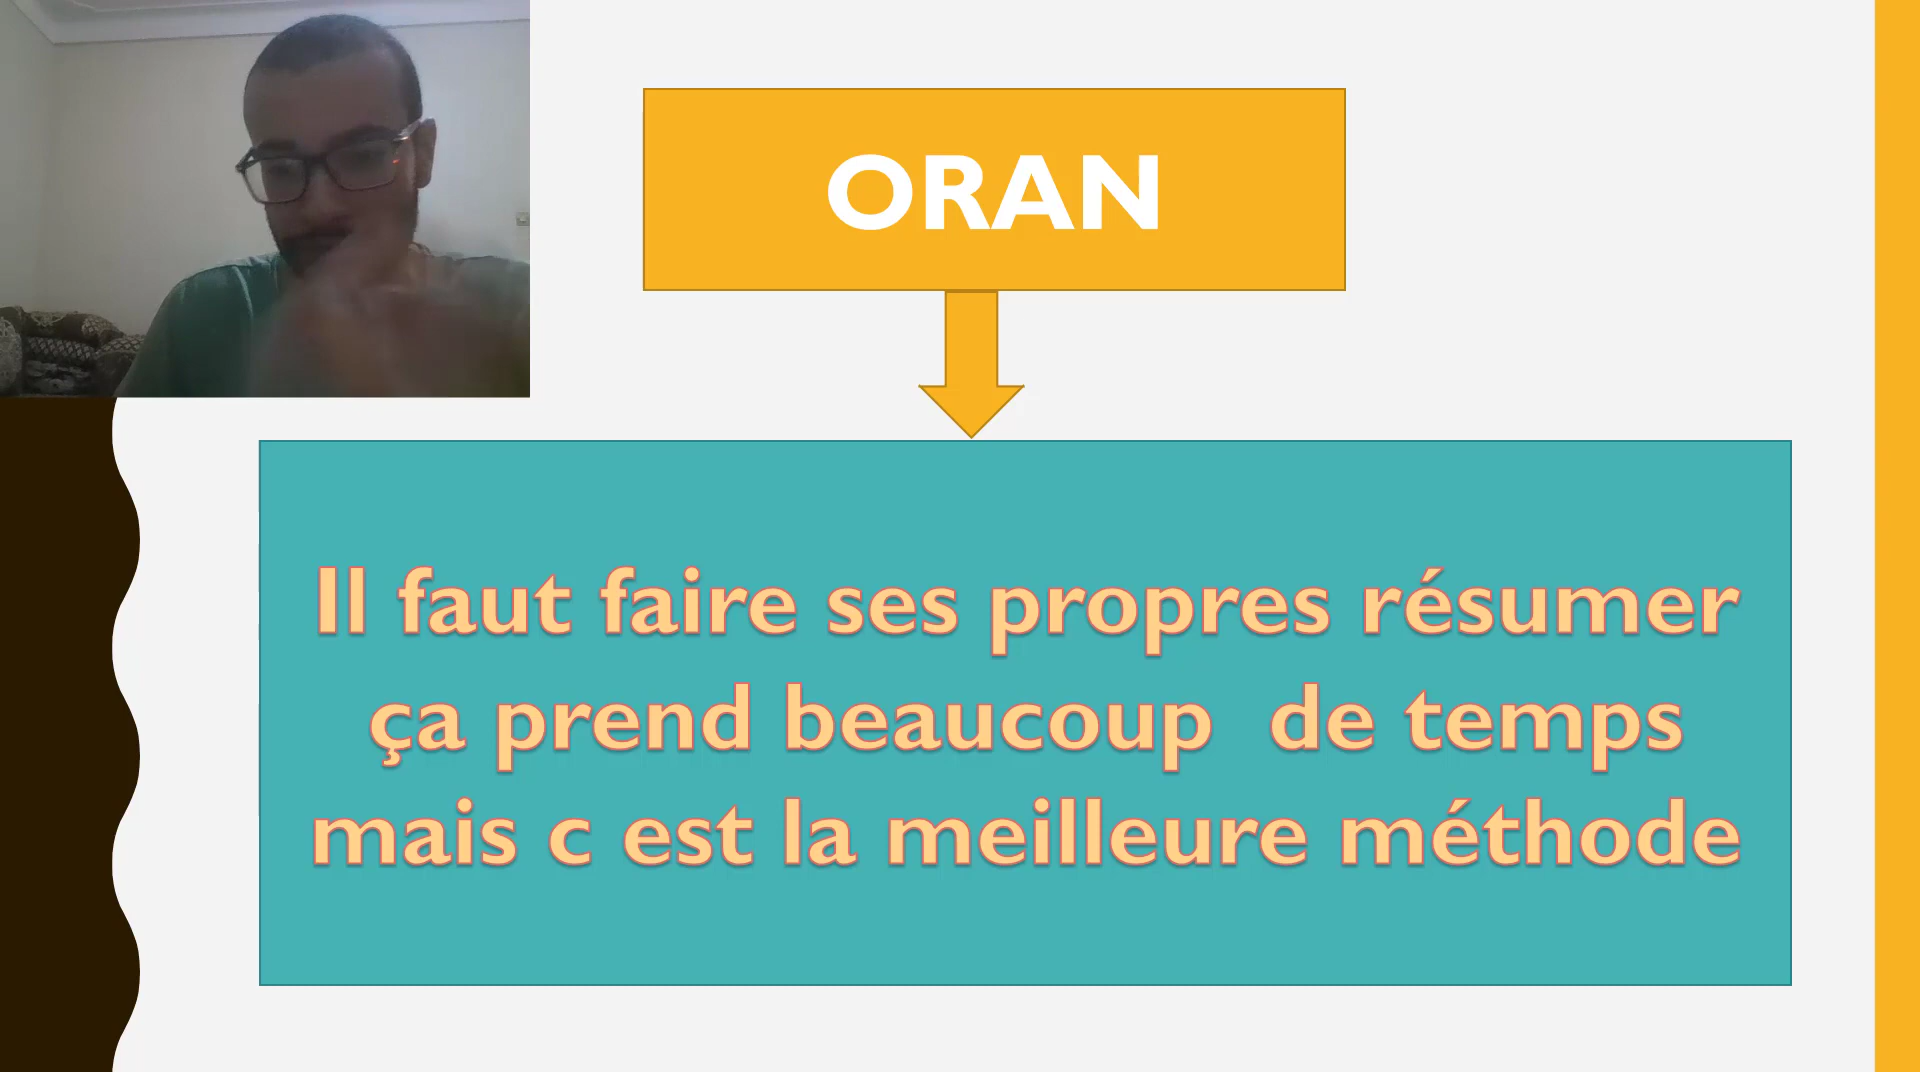 ORAN
Il faut faire ses propres résumer
ça prend beaucoup  de temps
mais c est la meilleure méthode